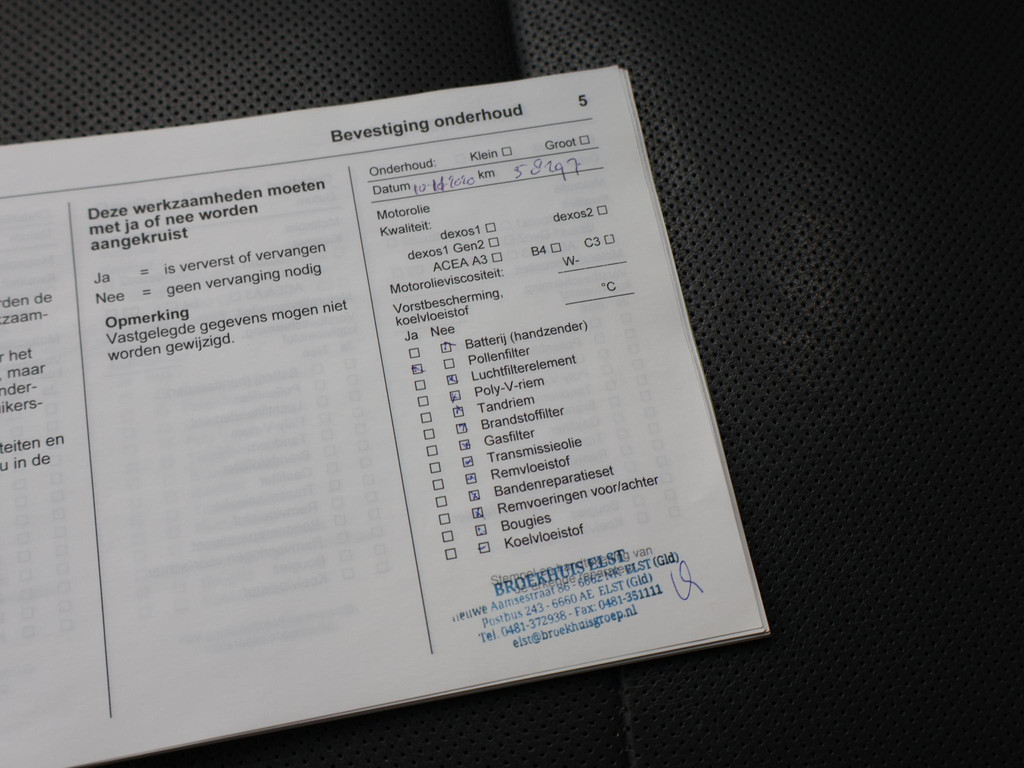 Bevestiging onderhoud 5
rden de
zaam-
r het
, maar
nder-
ikers-
teiten en
u in de
Deze werkzaamheden moeten
met ja of nee worden
aangekruist
Ja = is ververst of vervangen
Nee = geen vervanging nodig
Opmerking
Vastgelegde gegevens mogen niet
worden gewijzigd.
Onderhoud: Klein ☐ Groot ☐
Datum km 58297
Motorolie
Kwaliteit:
dexos1 ☐ dexos2 ☐
dexos1 Gen2 ☐
ACEA A3 ☐ B4 ☐ C3 ☐
Motorolieviscositeit: W-
Vorstbescherming,
koelvloeistof °C
Ja Nee
Batterij (handzender)
Pollenfilter
Luchtfilterelement
Poly-V-riem
Tandriem
Brandstoffilter
Gasfilter
Transmissieolie
Remvloeistof
Bandenreparatieset
Remvoeringen voor/achter
Bougies
Koelvloeistof
BROEKHUIS ELST
Nieuwe Aamsestraat 86 - 6662 NK ELST (Gld)
Postbus 243 - 6660 AE ELST (Gld)
Tel. 0481-372938 - Fax: 0481-351111
elst@broekhuisgroep.nl